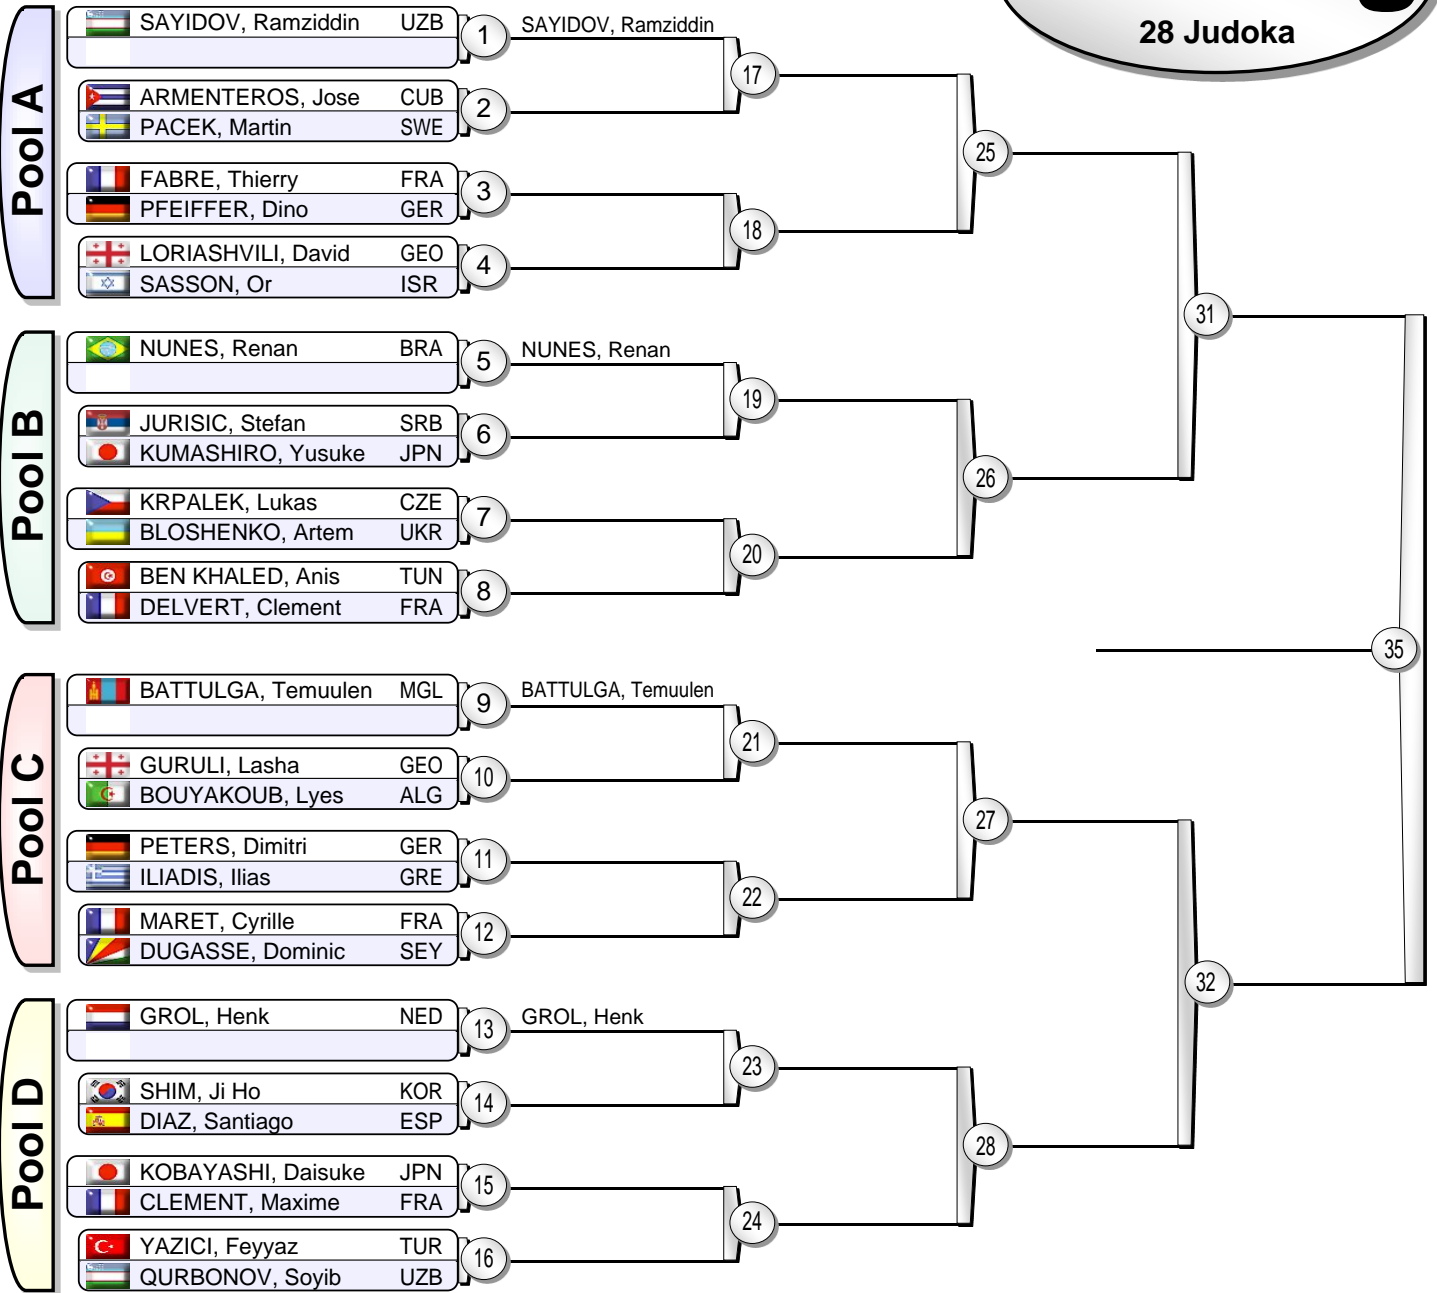 28 Judoka
Pool A
SAYIDOV, Ramziddin UZB 1 SAYIDOV, Ramziddin
17
ARMENTEROS, Jose CUB 2
PACEK, Martin SWE
25
FABRE, Thierry FRA 3
PFEIFFER, Dino GER
18
LORIASHVILI, David GEO 4
SASSON, Or ISR
31
Pool B
NUNES, Renan BRA 5 NUNES, Renan
19
JURISIC, Stefan SRB 6
KUMASHIRO, Yusuke JPN
26
KRPALEK, Lukas CZE 7
BLOSHENKO, Artem UKR
20
BEN KHALED, Anis TUN 8
DELVERT, Clement FRA
35
Pool C
BATTULGA, Temuulen MGL 9 BATTULGA, Temuulen
21
GURULI, Lasha GEO 10
BOUYAKOUB, Lyes ALG
27
PETERS, Dimitri GER 11
ILIADIS, Ilias GRE
22
MARET, Cyrille FRA 12
DUGASSE, Dominic SEY
32
Pool D
GROL, Henk NED 13 GROL, Henk
23
SHIM, Ji Ho KOR 14
DIAZ, Santiago ESP
28
KOBAYASHI, Daisuke JPN 15
CLEMENT, Maxime FRA
24
YAZICI, Feyyaz TUR 16
QURBONOV, Soyib UZB